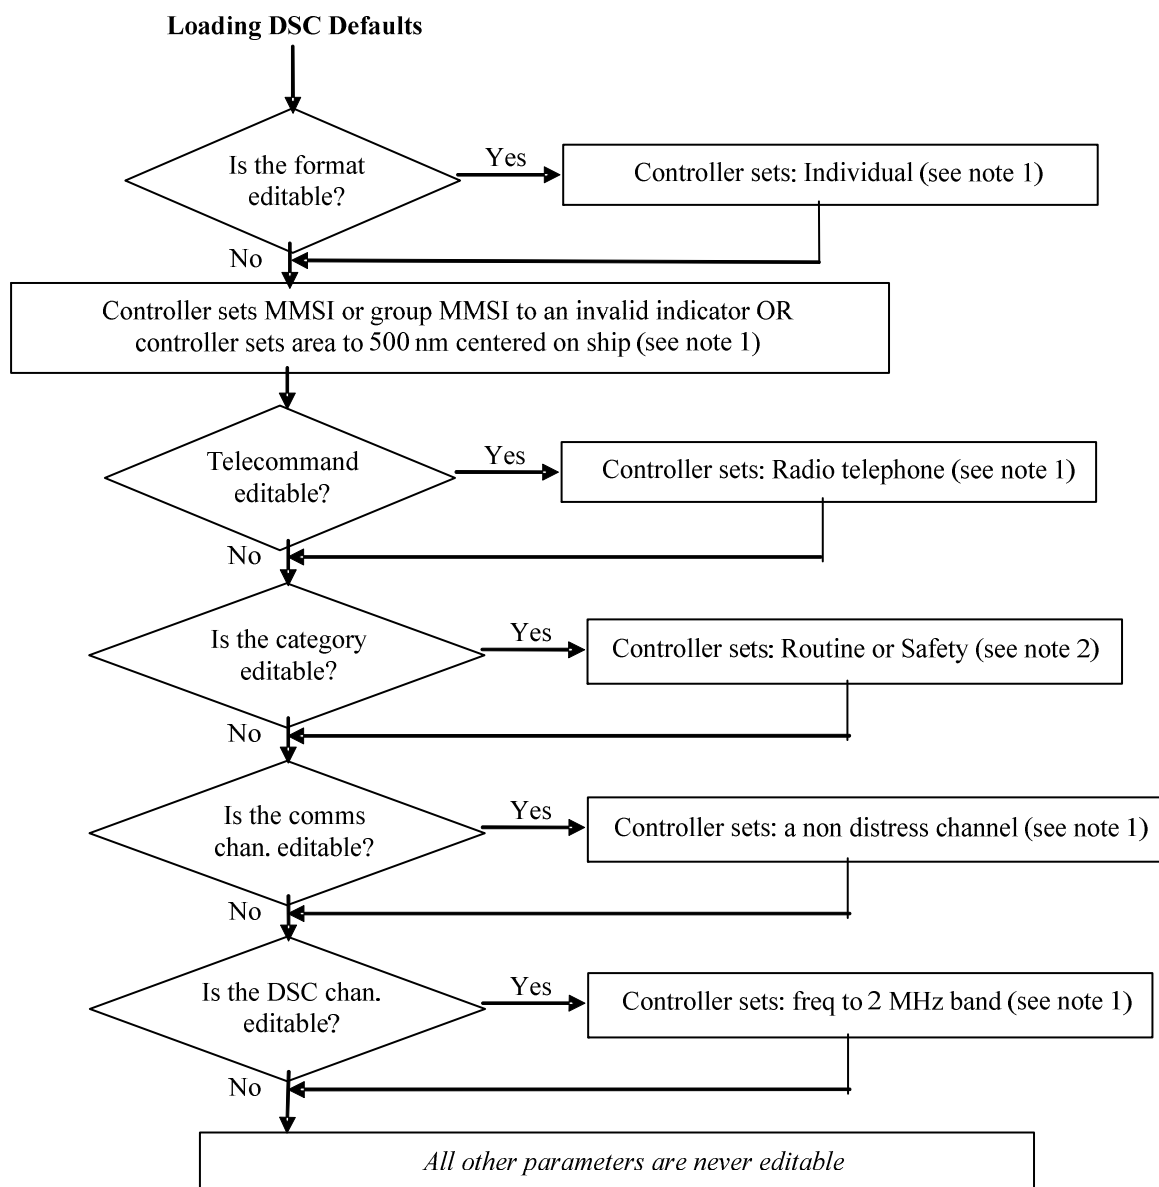 Loading DSC Defaults
Is the format
editable?
Yes
Controller sets: Individual (see note 1)
No
Controller sets MMSI or group MMSI to an invalid indicator OR
controller sets area to 500 nm centered on ship (see note 1)
Telecommand
editable?
Yes
Controller sets: Radio telephone (see note 1)
No
Is the category
editable?
Yes
Controller sets: Routine or Safety (see note 2)
No
Is the comms
chan. editable?
Yes
Controller sets: a non distress channel (see note 1)
No
Is the DSC chan.
editable?
Yes
Controller sets: freq to 2 MHz band (see note 1)
No
All other parameters are never editable